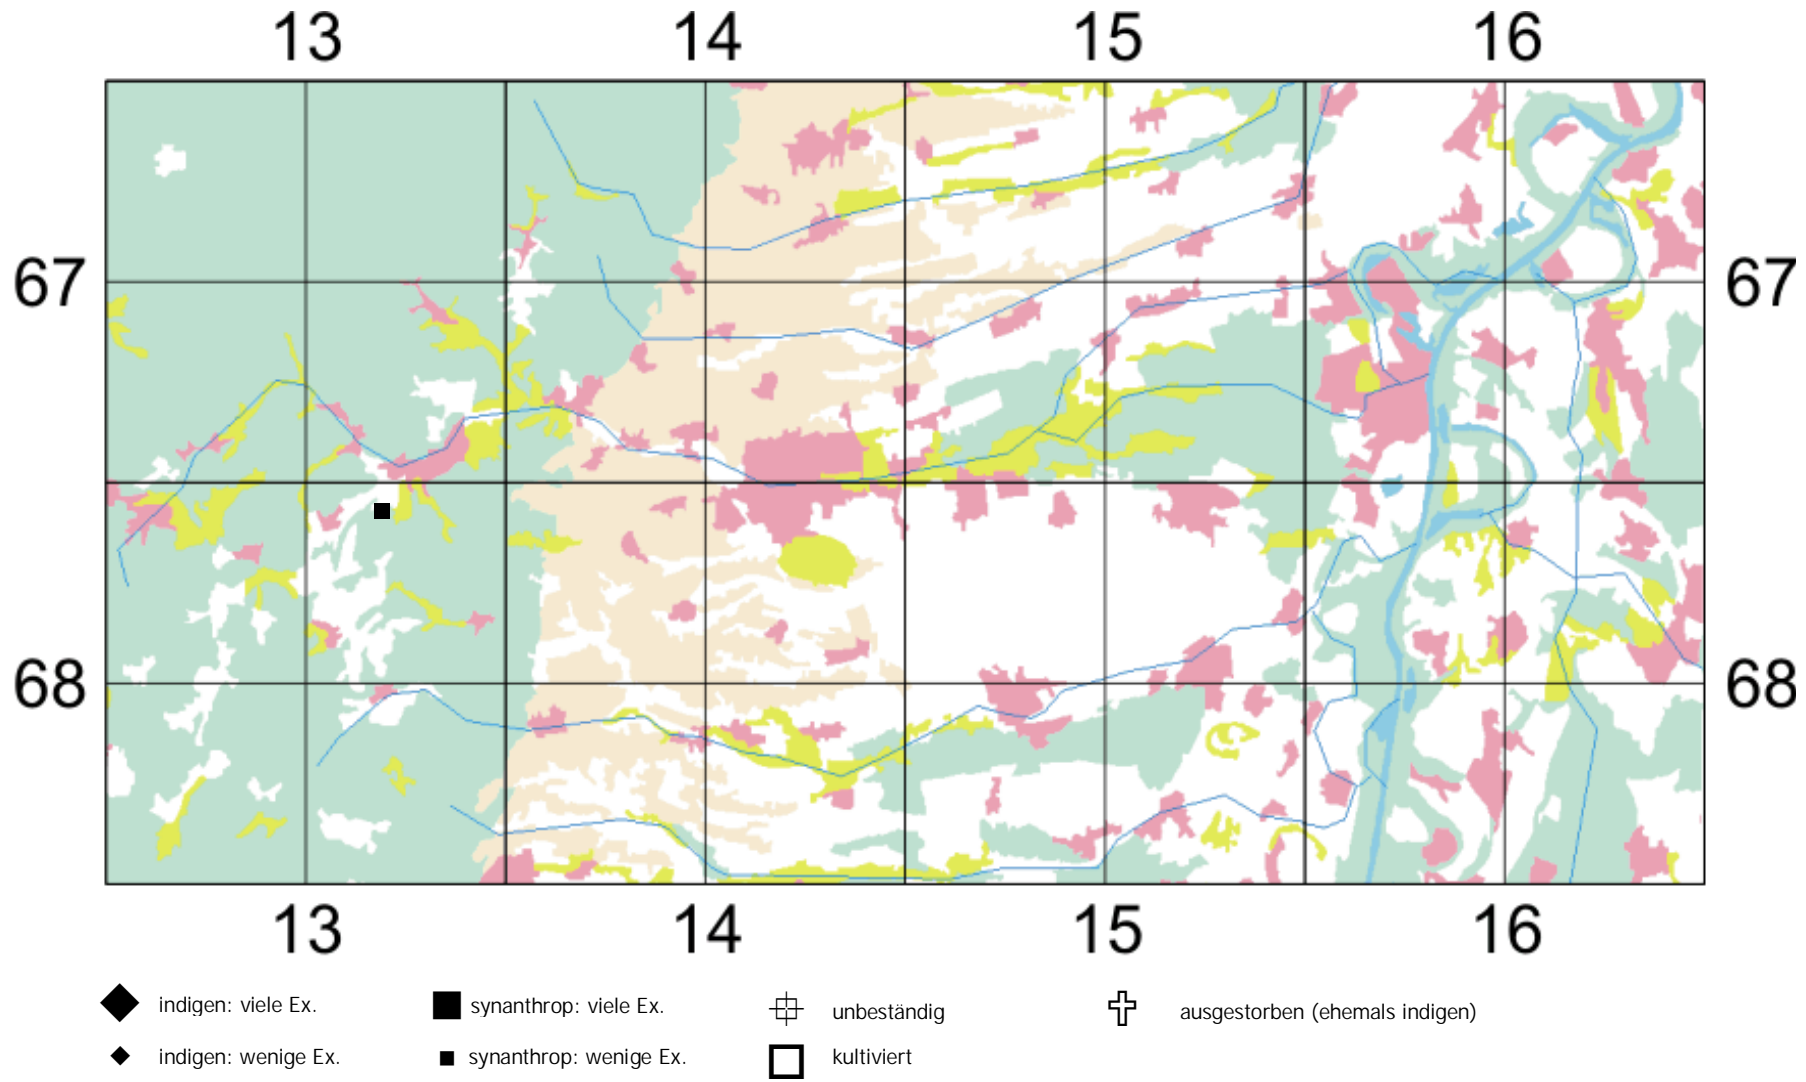 13 14 15 16
67 67
68 68
13 14 15 16
indigen: viele Ex. synanthrop: viele Ex. unbeständig ausgestorben (ehemals indigen)
indigen: wenige Ex. synanthrop: wenige Ex. kultiviert